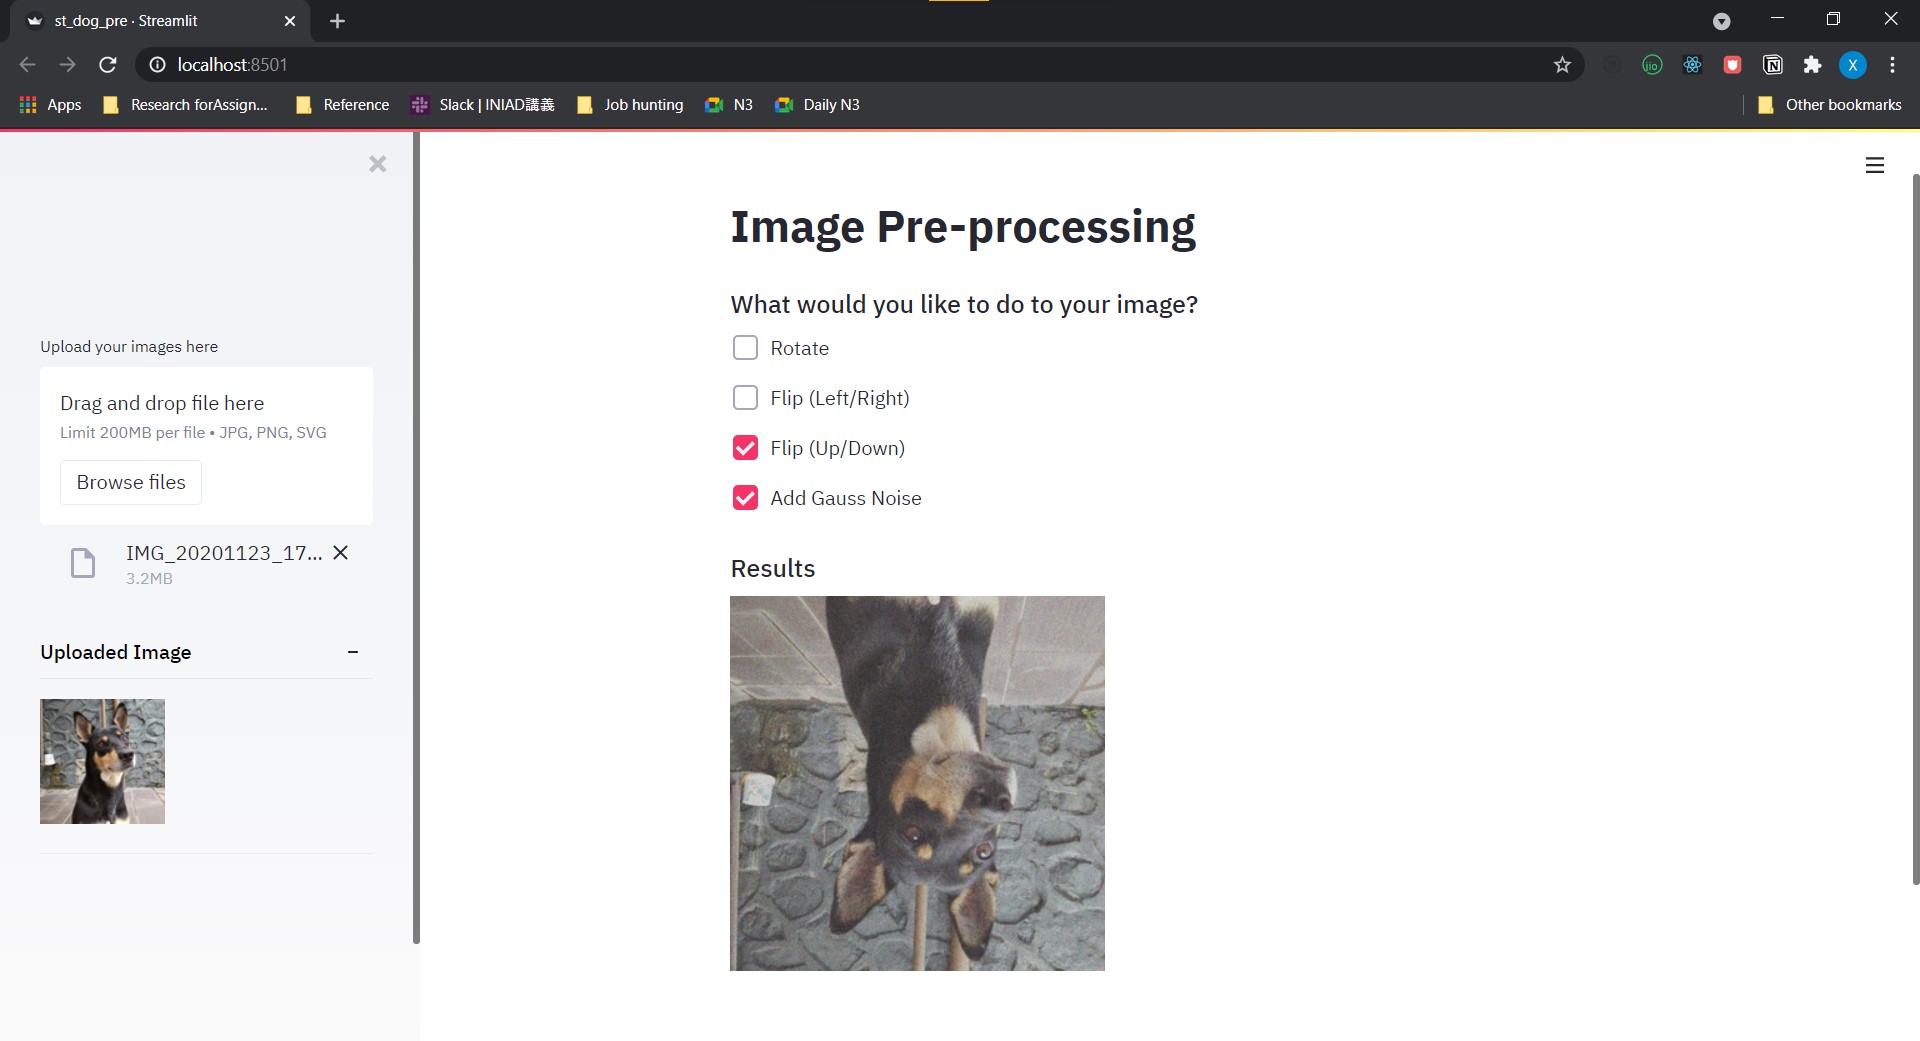 st_dog_pre · Streamlit
localhost:8501
jio
X
Apps
Research forAssign...
Reference
Slack | INIAD講義
Job hunting
N3
Daily N3
Other bookmarks
Upload your images here
Drag and drop file here
Limit 200MB per file • JPG, PNG, SVG
Browse files
IMG_20201123_17...
3.2MB
Uploaded Image
Image Pre-processing
What would you like to do to your image?
Rotate
Flip (Left/Right)
Flip (Up/Down)
Add Gauss Noise
Results